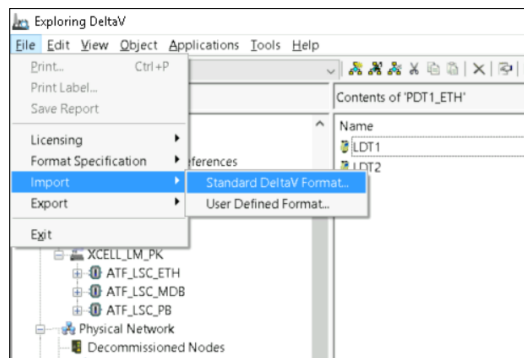 Exploring DeltaV
File Edit View Object Applications Tools Help
Print... Ctrl+P
Print Label...
Save Report
Contents of 'PDT1_ETH'
Licensing
Name
Format Specification
LDT1
Import
Standard DeltaV Format...
LDT2
Export
User Defined Format...
Exit
XCELL_LM_PK
ATF_LSC_ETH
ATF_LSC_MDB
ATF_LSC_PB
Physical Network
Decommissioned Nodes